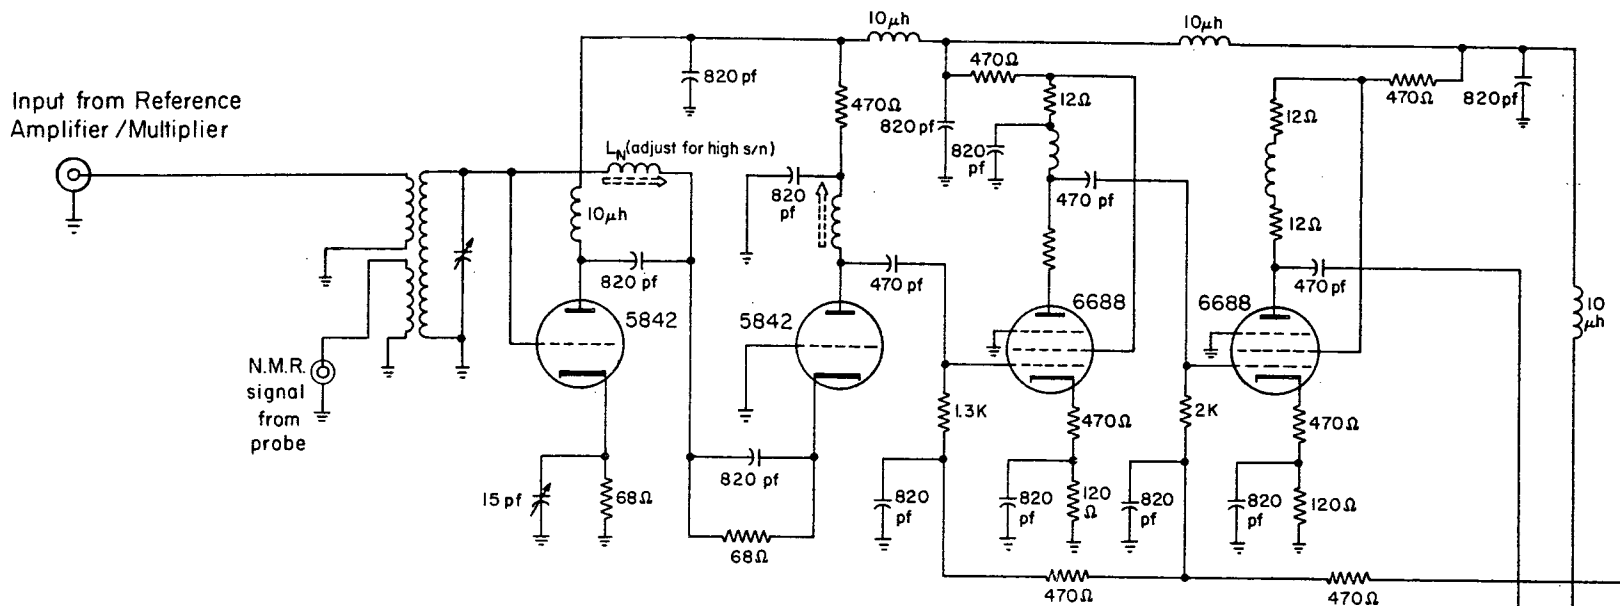 10μh
10μh
470Ω
820 pf
Input from Reference
Amplifier/Multiplier
470Ω
12Ω
470Ω
820pf
12Ω
820 pf
820
pf
L_N (adjust for high s/n)
820
pf
470 pf
10μh
12Ω
820 pf
470 pf
470 pf
5842
5842
6688
6688
10
μh
N.M.R.
signal
from
probe
1.3K
470Ω
2K
470Ω
820 pf
15 pf
68Ω
820
pf
820
pf
120
Ω
820
pf
820
pf
120Ω
68Ω
470Ω
470Ω